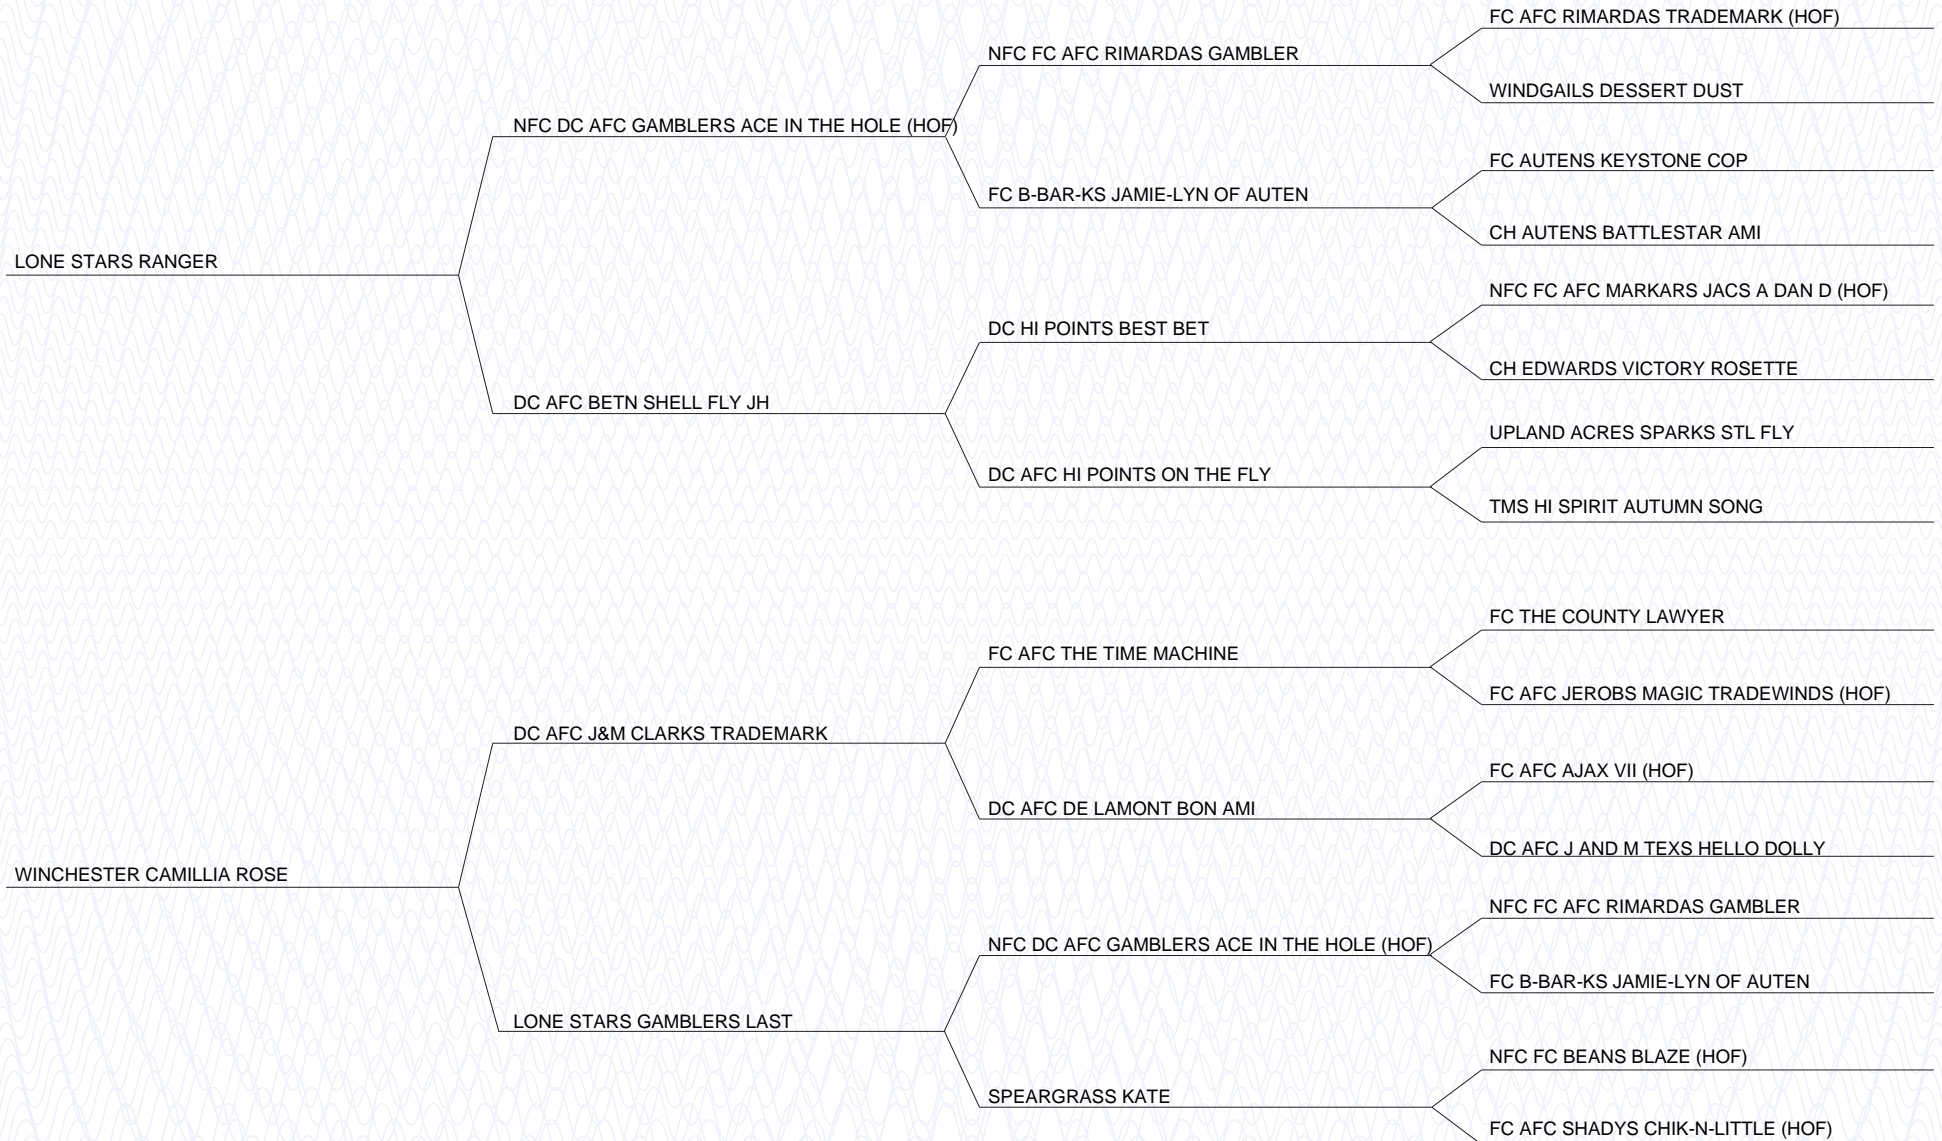 FC AFC RIMARDAS TRADEMARK (HOF)
NFC FC AFC RIMARDAS GAMBLER
WINDGAILS DESSERT DUST
NFC DC AFC GAMBLERS ACE IN THE HOLE (HOF)
FC AUTENS KEYSTONE COP
FC B-BAR-KS JAMIE-LYN OF AUTEN
CH AUTENS BATTLESTAR AMI
LONE STARS RANGER
NFC FC AFC MARKARS JACS A DAN D (HOF)
DC HI POINTS BEST BET
CH EDWARDS VICTORY ROSETTE
DC AFC BETN SHELL FLY JH
UPLAND ACRES SPARKS STL FLY
DC AFC HI POINTS ON THE FLY
TMS HI SPIRIT AUTUMN SONG
FC THE COUNTY LAWYER
FC AFC THE TIME MACHINE
FC AFC JEROBS MAGIC TRADEWINDS (HOF)
DC AFC J&M CLARKS TRADEMARK
FC AFC AJAX VII (HOF)
DC AFC DE LAMONT BON AMI
DC AFC J AND M TEXS HELLO DOLLY
WINCHESTER CAMILLIA ROSE
NFC FC AFC RIMARDAS GAMBLER
NFC DC AFC GAMBLERS ACE IN THE HOLE (HOF)
FC B-BAR-KS JAMIE-LYN OF AUTEN
LONE STARS GAMBLERS LAST
NFC FC BEANS BLAZE (HOF)
SPEARGRASS KATE
FC AFC SHADYS CHIK-N-LITTLE (HOF)